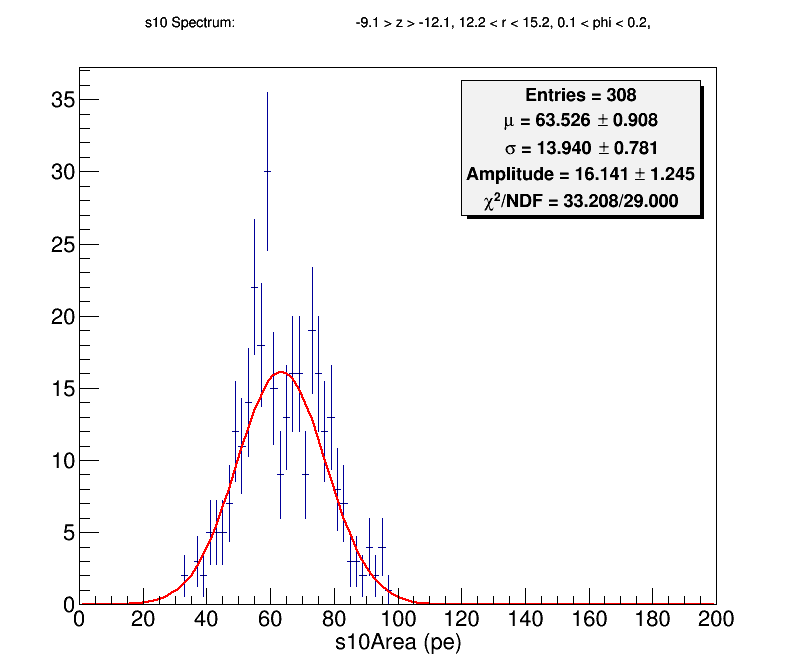 s10 Spectrum: -9.1 > z > -12.1, 12.2 < r < 15.2, 0.1 < phi < 0.2,
Entries = 308
μ = 63.526 ± 0.908
σ = 13.940 ± 0.781
Amplitude = 16.141 ± 1.245
χ²/NDF = 33.208/29.000
35
30
25
20
15
10
5
0
0 20 40 60 80 100 120 140 160 180 200
s10Area (pe)